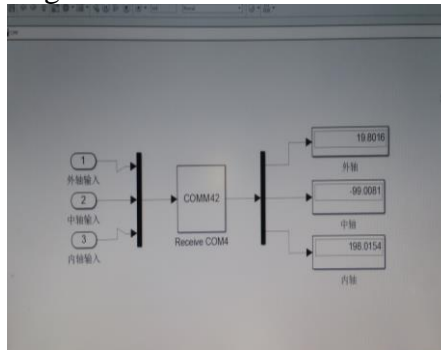 1
外轴输入
2
中轴输入
3
内轴输入
COMM42
Receive COM4
19.8016
外轴
-99.0081
中轴
198.0154
内轴